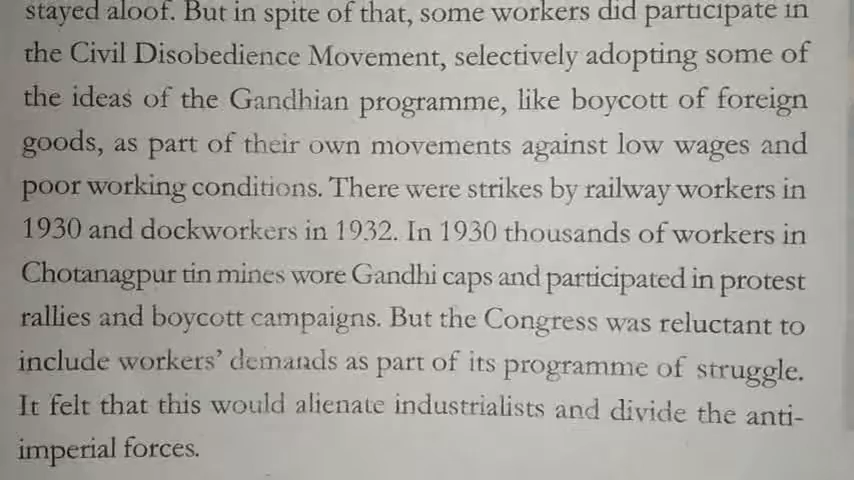 stayed aloof. But in spite of that, some workers did participate in
the Civil Disobedience Movement, selectively adopting some of
the ideas of the Gandhian programme, like boycott of foreign
goods, as part of their own movements against low wages and
poor working conditions. There were strikes by railway workers in
1930 and dockworkers in 1932. In 1930 thousands of workers in
Chotanagpur tin mines wore Gandhi caps and participated in protest
rallies and boycott campaigns. But the Congress was reluctant to
include workers’ demands as part of its programme of struggle.
It felt that this would alienate industrialists and divide the anti-
imperial forces.